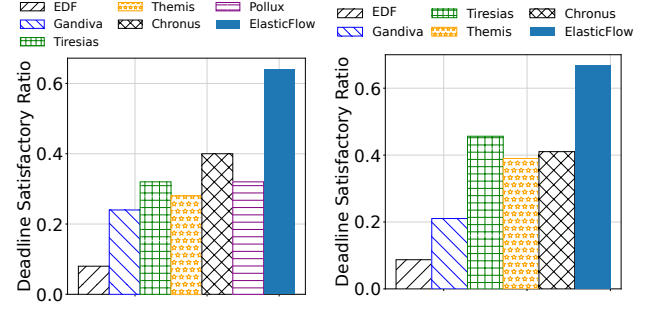 EDF Themis Pollux
Gandiva Chronus ElasticFlow
Tiresias
Deadline Satisfactory Ratio
0.6
0.4
0.2
0.0
EDF Tiresias Chronus
Gandiva Themis ElasticFlow
Deadline Satisfactory Ratio
0.6
0.4
0.2
0.0